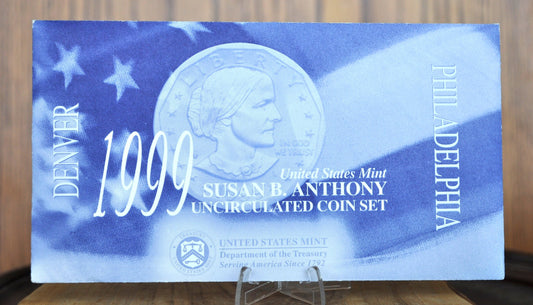 DENVER
1999
LIBERTY
IN GOD
WE TRUST
United States Mint
SUSAN B. ANTHONY
UNCIRCULATED COIN SET
UNITED STATES MINT
Department of the Treasury
Serving America Since 1792
PHILADELPHIA